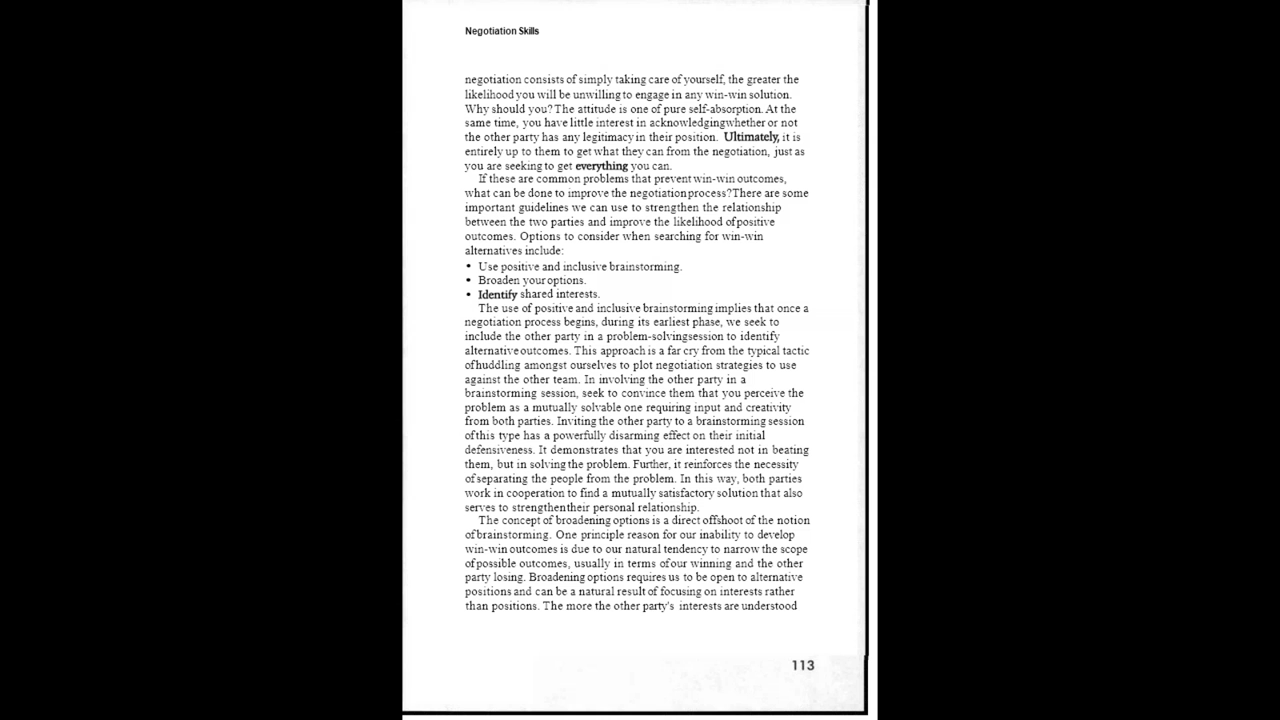 Negotiation Skills
negotiation consists of simply taking care of yourself, the greater the
likelihood you will be unwilling to engage in any win-win solution.
Why should you? The attitude is one of pure self-absorption. At the
same time, you have little interest in acknowledging whether or not
the other party has any legitimacy in their position. Ultimately, it is
entirely up to them to get what they can from the negotiation, just as
you are seeking to get everything you can.
If these are common problems that prevent win-win outcomes,
what can be done to improve the negotiation process? There are some
important guidelines we can use to strengthen the relationship
between the two parties and improve the likelihood of positive
outcomes. Options to consider when searching for win-win
alternatives include:
• Use positive and inclusive brainstorming.
• Broaden your options.
• Identify shared interests.
The use of positive and inclusive brainstorming implies that once a
negotiation process begins, during its earliest phase, we seek to
include the other party in a problem-solving session to identify
alternative outcomes. This approach is a far cry from the typical tactic
of huddling amongst ourselves to plot negotiation strategies to use
against the other team. In involving the other party in a
brainstorming session, seek to convince them that you perceive the
problem as a mutually solvable one requiring input and creativity
from both parties. Inviting the other party to a brainstorming session
of this type has a powerfully disarming effect on their initial
defensiveness. It demonstrates that you are interested not in beating
them, but in solving the problem. Further, it reinforces the necessity
of separating the people from the problem. In this way, both parties
work in cooperation to find a mutually satisfactory solution that also
serves to strengthen their personal relationship.
The concept of broadening options is a direct offshoot of the notion
of brainstorming. One principle reason for our inability to develop
win-win outcomes is due to our natural tendency to narrow the scope
of possible outcomes, usually in terms of our winning and the other
party losing. Broadening options requires us to be open to alternative
positions and can be a natural result of focusing on interests rather
than positions. The more the other party's interests are understood
113